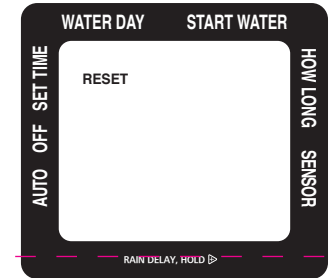 WATER DAY START WATER
SET TIME
OFF
AUTO
RESET
HOW LONG
SENSOR
RAIN DELAY, HOLD